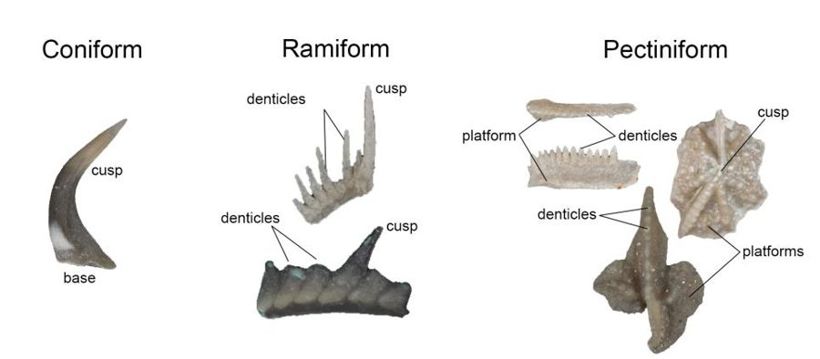 Coniform
Ramiform
Pectiniform
cusp
base
denticles
cusp
denticles
cusp
platform
denticles
cusp
denticles
platforms